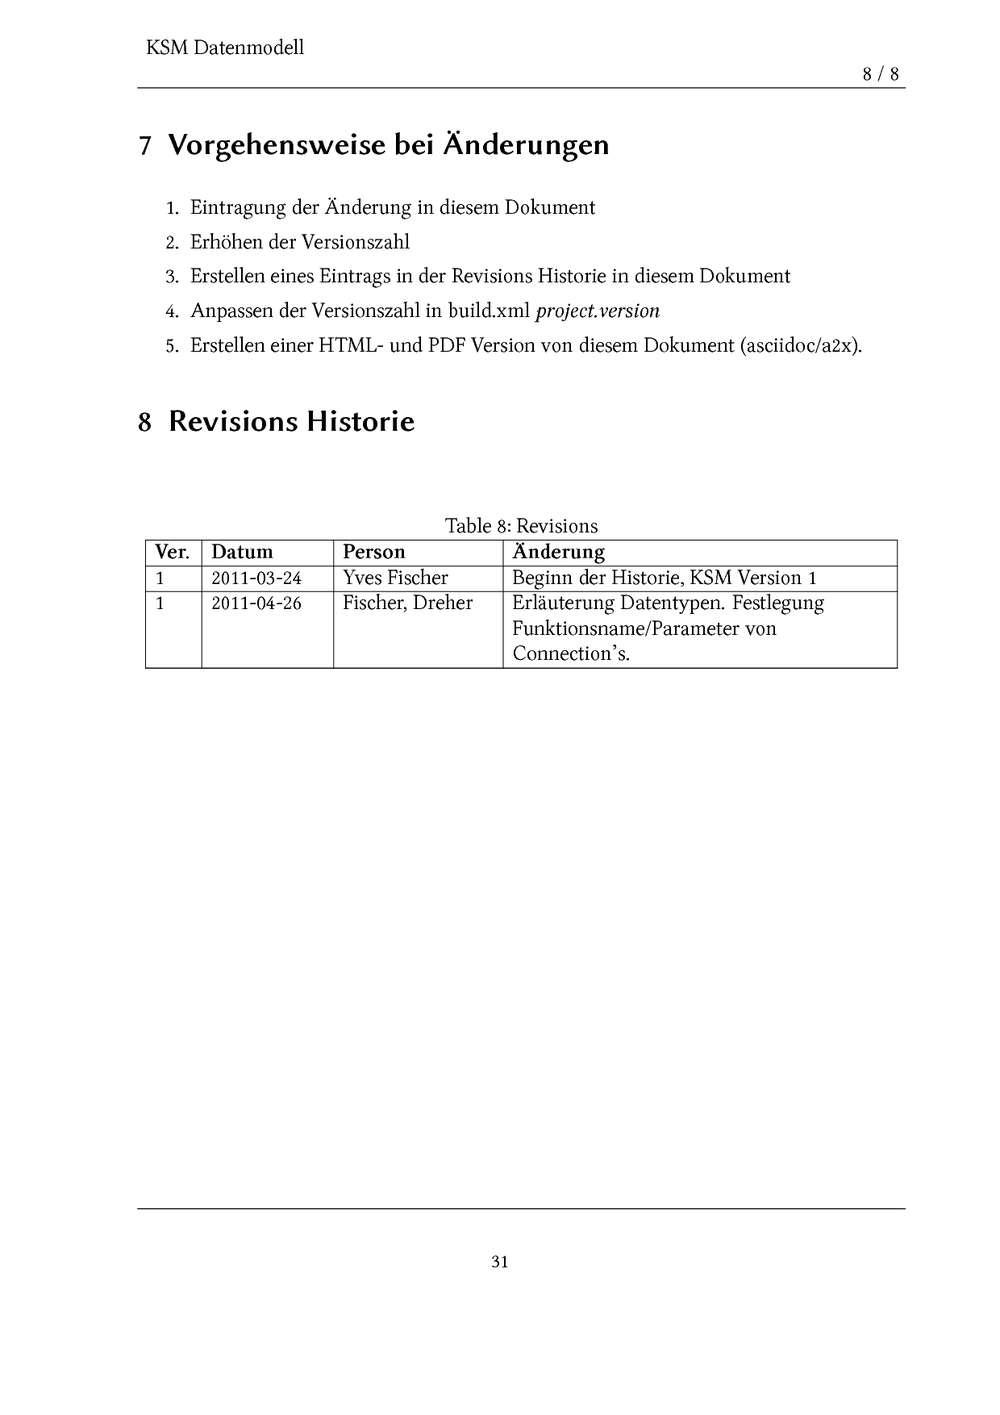 KSM Datenmodell
8 / 8
7 Vorgehensweise bei Änderungen
1. Eintragung der Änderung in diesem Dokument
2. Erhöhen der Versionszahl
3. Erstellen eines Eintrags in der Revisions Historie in diesem Dokument
4. Anpassen der Versionszahl in build.xml project.version
5. Erstellen einer HTML- und PDF Version von diesem Dokument (asciidoc/a2x).
8 Revisions Historie
Table 8: Revisions
Ver. Datum Person Änderung
1 2011-03-24 Yves Fischer Beginn der Historie, KSM Version 1
1 2011-04-26 Fischer, Dreher Erläuterung Datentypen. Festlegung
Funktionsname/Parameter von
Connection's.
31